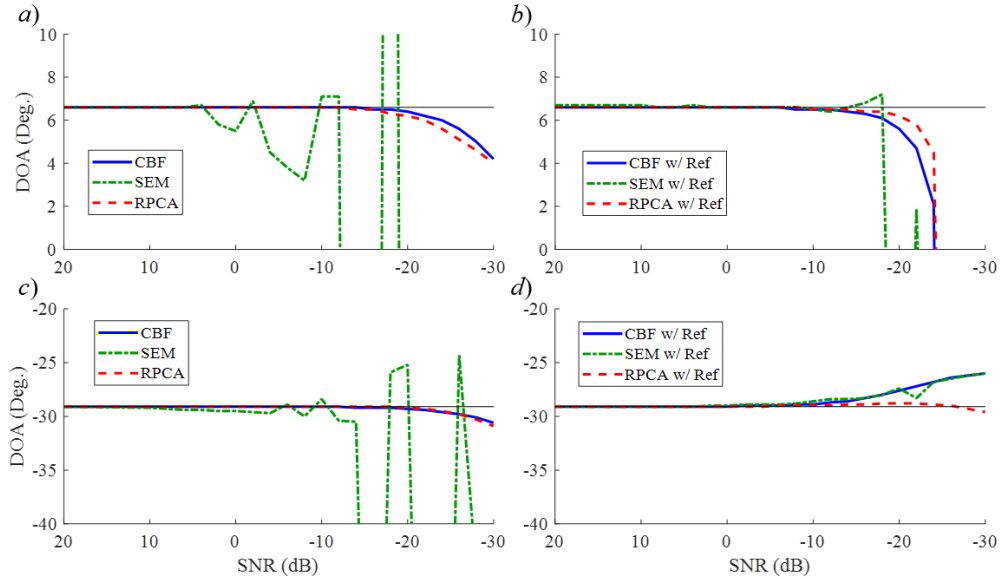 a)
10
8
6
4
2
0
DOA (Deg.)
CBF
SEM
RPCA
20 10 0 -10 -20 -30
b)
10
8
6
4
2
0
CBF w/ Ref
SEM w/ Ref
RPCA w/ Ref
20 10 0 -10 -20 -30
c)
-20
-25
-30
-35
-40
DOA (Deg.)
CBF
SEM
RPCA
20 10 0 -10 -20 -30
SNR (dB)
d)
-20
-25
-30
-35
-40
CBF w/ Ref
SEM w/ Ref
RPCA w/ Ref
20 10 0 -10 -20 -30
SNR (dB)